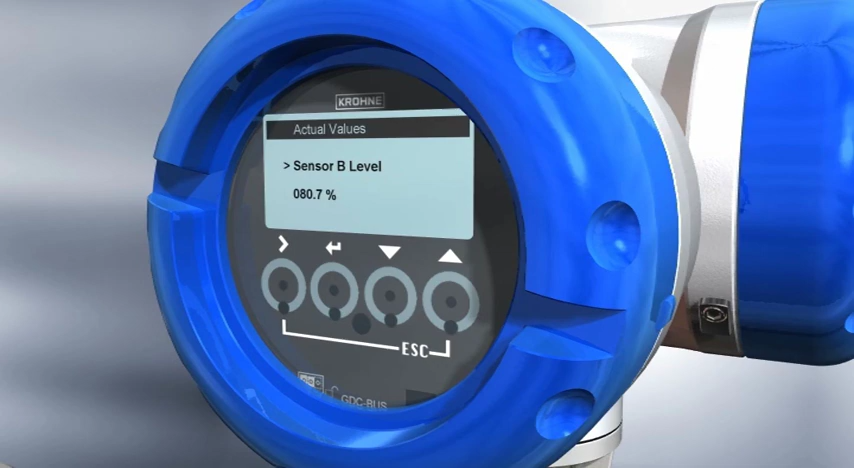 KROHNE
Actual Values
> Sensor B Level
080.7 %
ESC
GDC-BUS